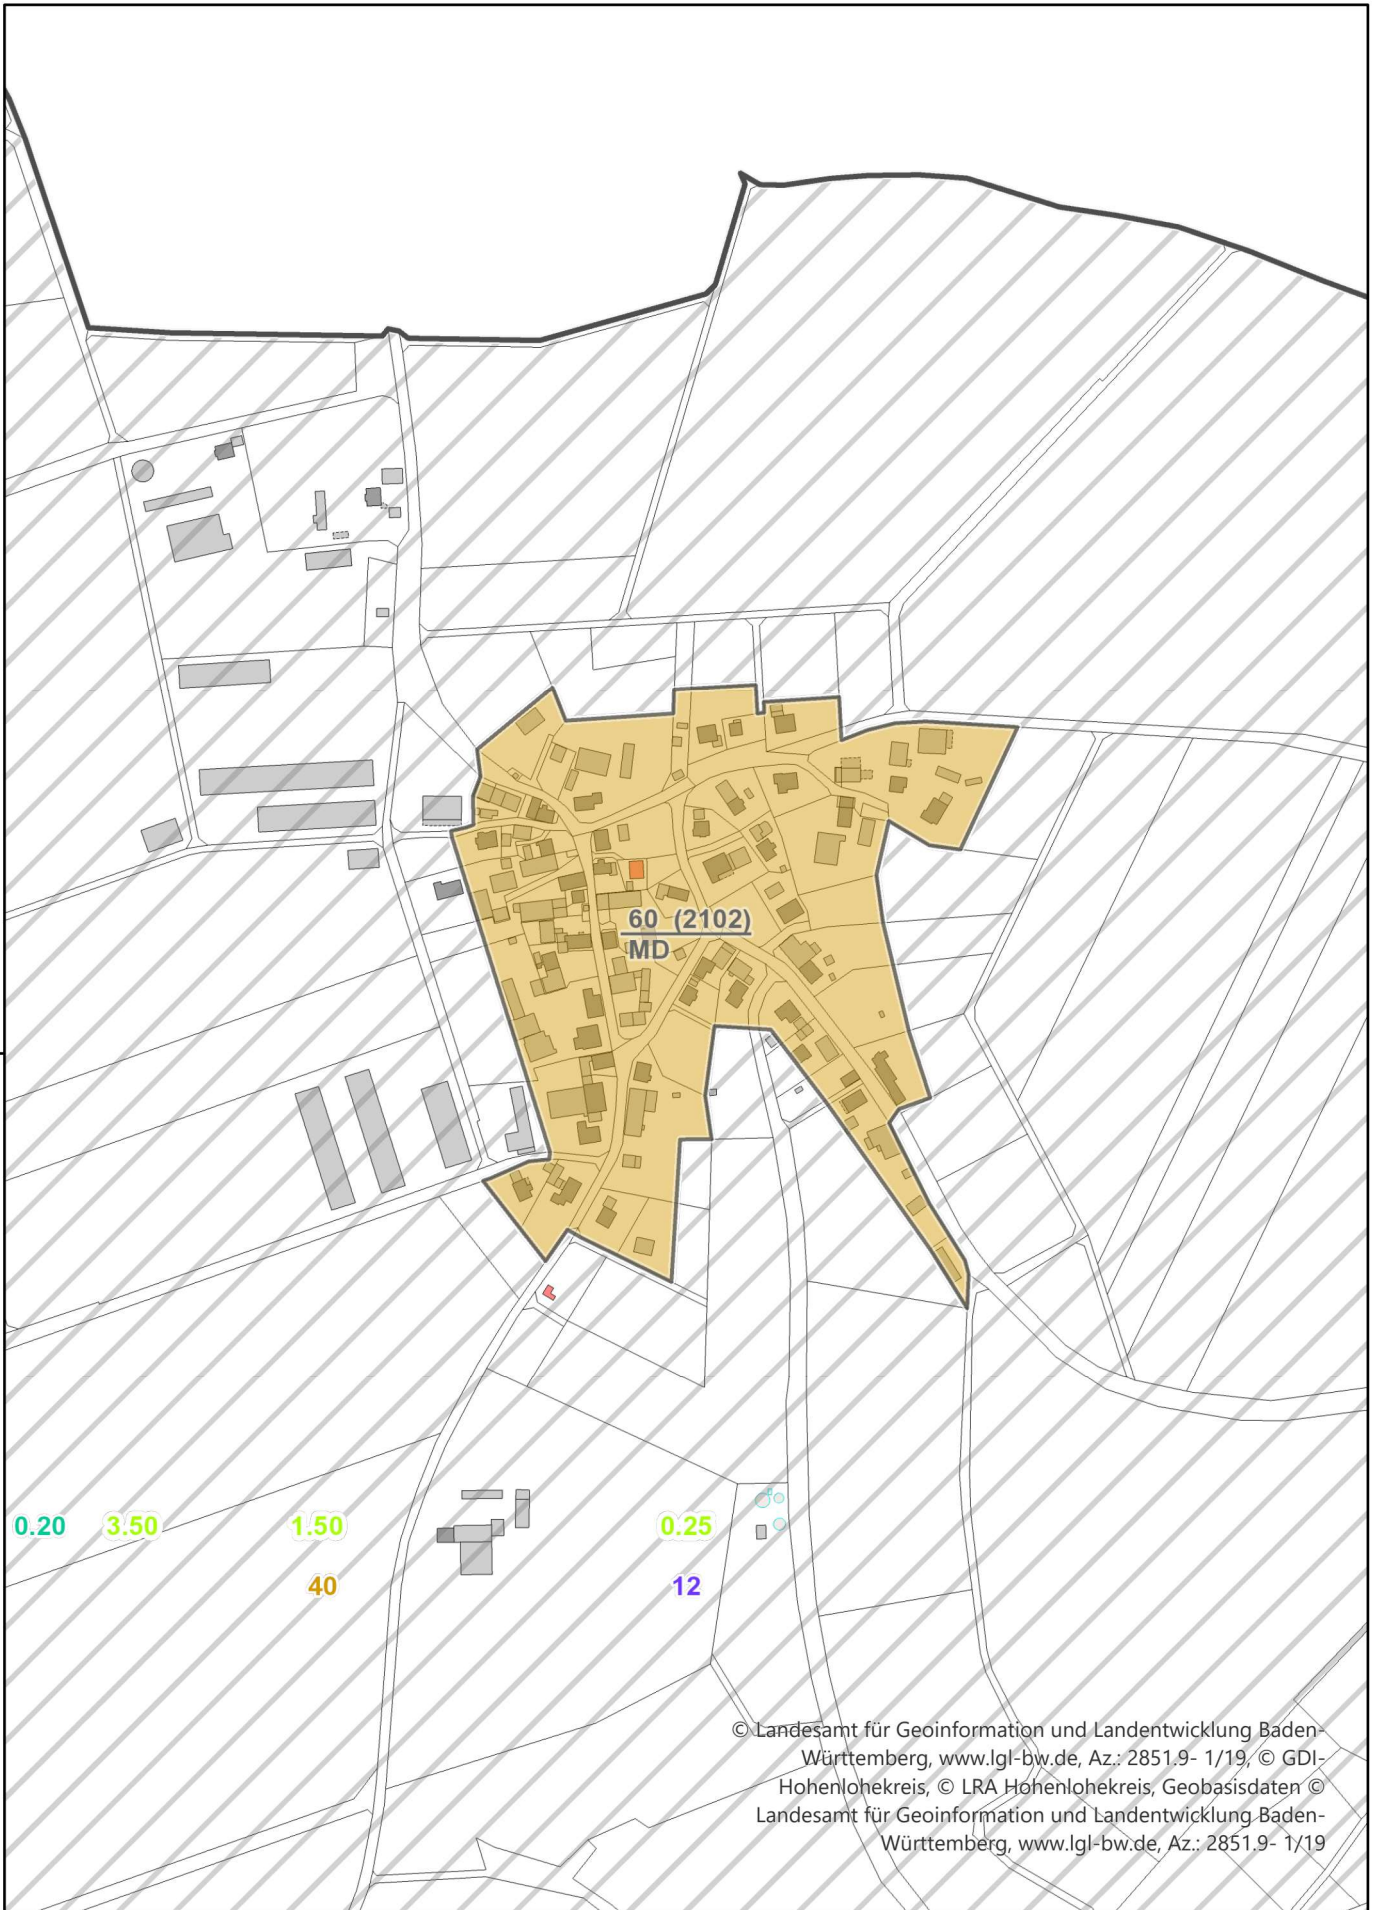 60 (2102)
MD
0.20 3.50 1.50 0.25
40 12
© Landesamt für Geoinformation und Landentwicklung Baden-
Württemberg, www.lgl-bw.de, Az.: 2851.9- 1/19, © GDI-
Hohenlohekreis, © LRA Hohenlohekreis, Geobasisdaten ©
Landesamt für Geoinformation und Landentwicklung Baden-
Württemberg, www.lgl-bw.de, Az.: 2851.9- 1/19